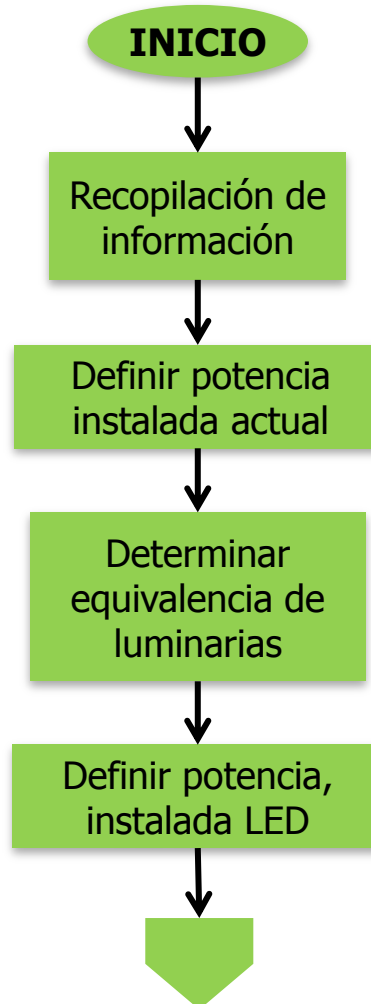 INICIO
Recopilación de
información
Definir potencia
instalada actual
Determinar
equivalencia de
luminarias
Definir potencia,
instalada LED